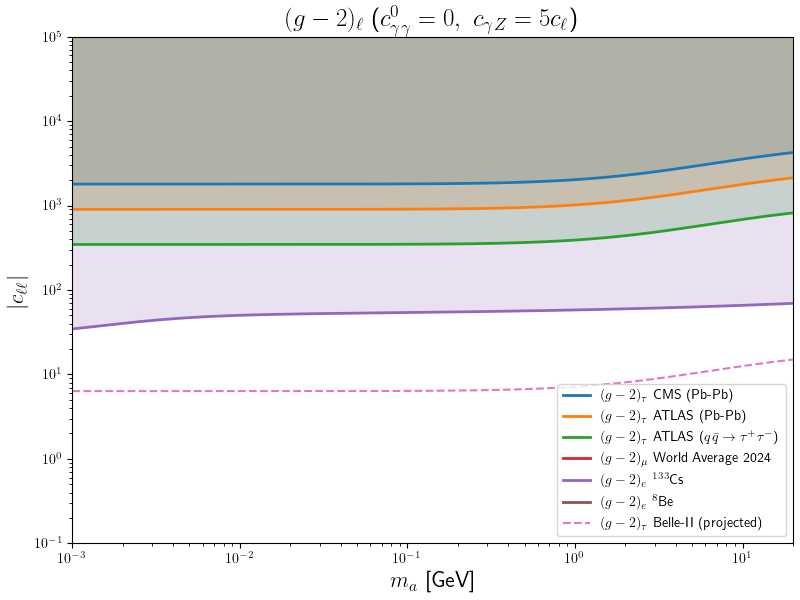 (g − 2)ℓ (c⁰γγ = 0, cγZ = 5cℓ)
10⁵
10⁴
10³
10²
10¹
10⁰
10⁻¹
|cℓℓ|
10⁻³
10⁻²
10⁻¹
10⁰
10¹
mₐ [GeV]
(g − 2)τ CMS (Pb-Pb)
(g − 2)τ ATLAS (Pb-Pb)
(g − 2)τ ATLAS (qq̄ → τ⁺τ⁻)
(g − 2)μ World Average 2024
(g − 2)e ¹³³Cs
(g − 2)e ⁸Be
(g − 2)τ Belle-II (projected)